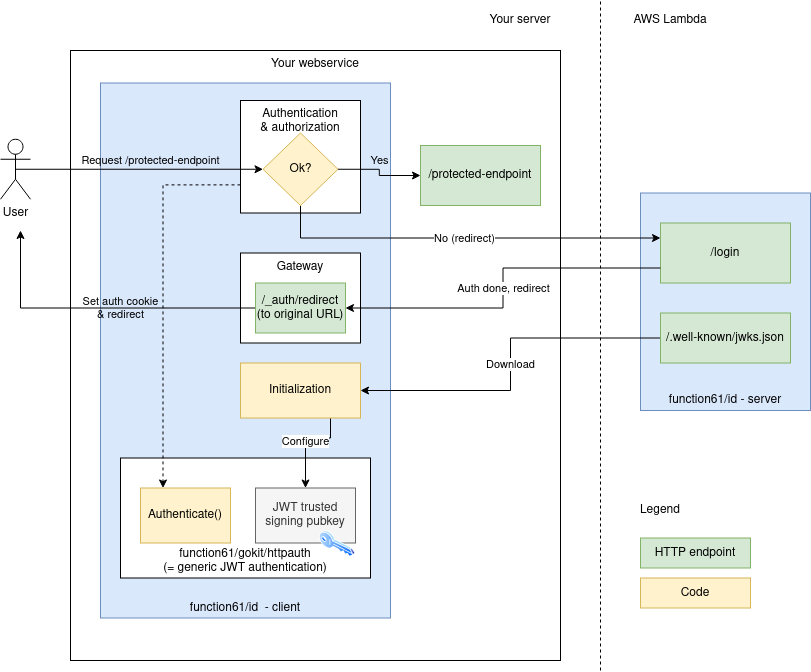 Your server
AWS Lambda
Your webservice
Authentication
& authorization
Ok?
Request /protected-endpoint
Yes
/protected-endpoint
User
No (redirect)
/login
Gateway
/_auth/redirect
(to original URL)
Auth done, redirect
Set auth cookie
& redirect
/.well-known/jwks.json
Download
Initialization
function61/id - server
Configure
Authenticate()
JWT trusted
signing pubkey
function61/gokit/httpauth
(= generic JWT authentication)
function61/id  - client
Legend
HTTP endpoint
Code